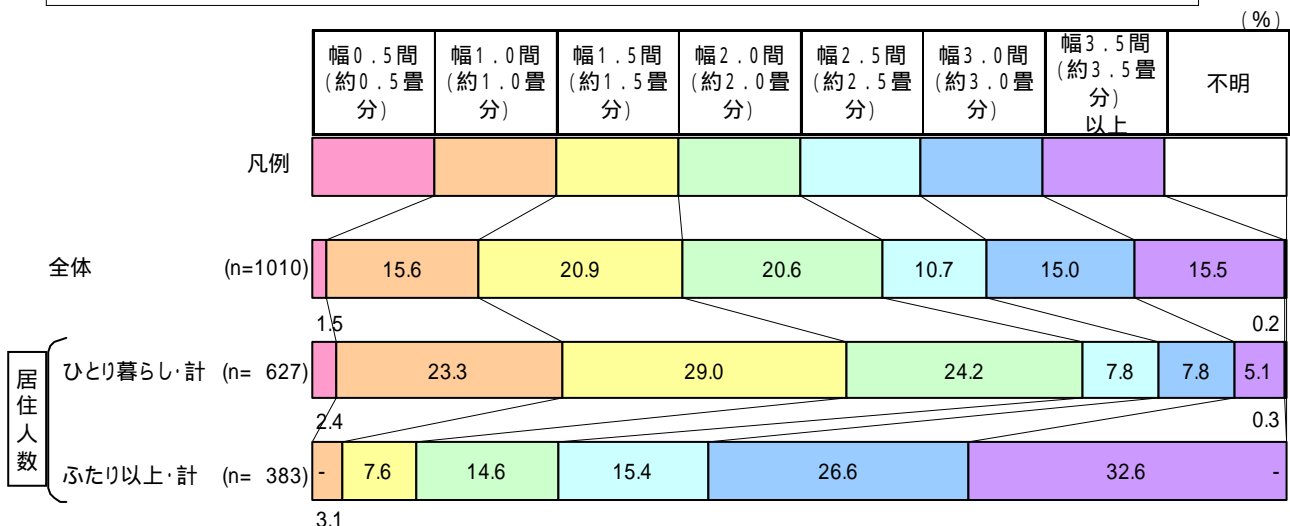 (%)
幅0.5間
(約0.5畳
分)
幅1.0間
(約1.0畳
分)
幅1.5間
(約1.5畳
分)
幅2.0間
(約2.0畳
分)
幅2.5間
(約2.5畳
分)
幅3.0間
(約3.0畳
分)
幅3.5間
(約3.5畳
分)
以上
不明
凡例
全体 (n=1010) 15.6 20.9 20.6 10.7 15.0 15.5
1.5 0.2
居住人数
ひとり暮らし・計 (n= 627) 23.3 29.0 24.2 7.8 7.8 5.1
2.4 0.3
ふたり以上・計 (n= 383) - 7.6 14.6 15.4 26.6 32.6 -
3.1